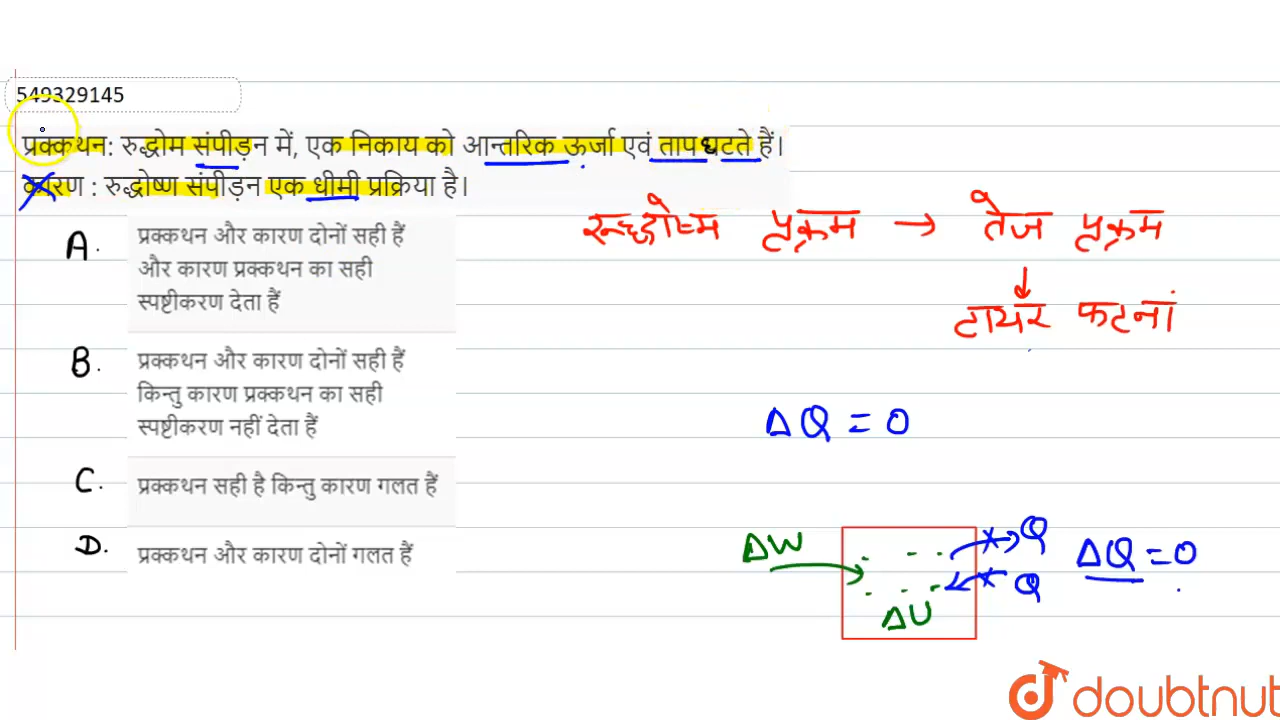 549329145
प्रक्कथन: रुद्धोम संपीड़न में, एक निकाय को आन्तरिक ऊर्जा एवं ताप घटते हैं।
कारण : रुद्धोष्ण संपीड़न एक धीमी प्रक्रिया है।
रुद्धोष्म प्रक्रम → तेज प्रक्रम
A. प्रक्कथन और कारण दोनों सही हैं
और कारण प्रक्कथन का सही
स्पष्टीकरण देता हैं
↓
टायर फटनां
B. प्रक्कथन और कारण दोनों सही हैं
किन्तु कारण प्रक्कथन का सही
स्पष्टीकरण नहीं देता हैं
ΔQ = 0
C. प्रक्कथन सही है किन्तु कारण गलत हैं
D. प्रक्कथन और कारण दोनों गलत हैं
ΔW
Q
ΔQ = 0
Q
ΔU
doubtnut